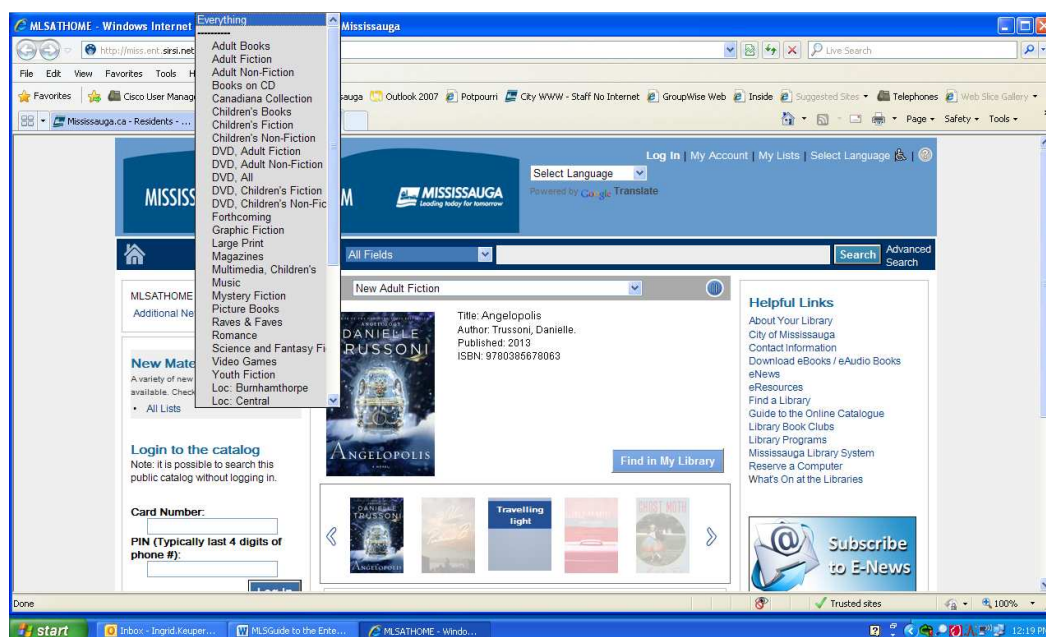 MLSATHOME - Windows Internet
Mississauga
http://miss.ent.sirsi.net
Live Search
File Edit View Favorites Tools H
Favorites
Cisco User Manag
sauga
Outlook 2007
Potpourri
City WWW - Staff No Internet
GroupWise Web
Inside
Suggested Sites
Telephones
Web Slice Gallery
Mississauga.ca - Residents - ...
Page
Safety
Tools
Everything
----------
Adult Books
Adult Fiction
Adult Non-Fiction
Books on CD
Canadiana Collection
Children's Books
Children's Fiction
Children's Non-Fiction
DVD, Adult Fiction
DVD, Adult Non-Fiction
DVD, All
DVD, Children's Fiction
DVD, Children's Non-Fic
Forthcoming
Graphic Fiction
Large Print
Magazines
Multimedia, Children's
Music
Mystery Fiction
Picture Books
Raves & Faves
Romance
Science and Fantasy Fi
Video Games
Youth Fiction
Loc: Burnhamthorpe
Loc: Central
Log In | My Account | My Lists | Select Language | ?
Select Language
Powered by Google Translate
MISSISS
M
MISSISSAUGA
Leading today for tomorrow
All Fields
Search
Advanced
Search
MLSATHOME
Additional Ne
New Mate
A variety of new
available. Check
• All Lists
Login to the catalog
Note: it is possible to search this
public catalog without logging in.
Card Number:
PIN (Typically last 4 digits of
phone #):
Log In
New Adult Fiction
DANIELLE
TRUSSONI
ANGELOPOLIS
Title: Angelopolis
Author: Trussoni, Danielle.
Published: 2013
ISBN: 9780385678063
Find in My Library
DANIELLE
TRUSSONI
ANGELOPOLIS
Travelling
light
GHOST MOTH
Helpful Links
About Your Library
City of Mississauga
Contact Information
Download eBooks / eAudio Books
eNews
eResources
Find a Library
Guide to the Online Catalogue
Library Book Clubs
Library Programs
Mississauga Library System
Reserve a Computer
What's On at the Libraries
Subscribe
to E-News
Done
Trusted sites
100%
start
Inbox - Ingrid.Keuper...
MLSGuide to the Ente...
MLSATHOME - Windo...
12:19 PM